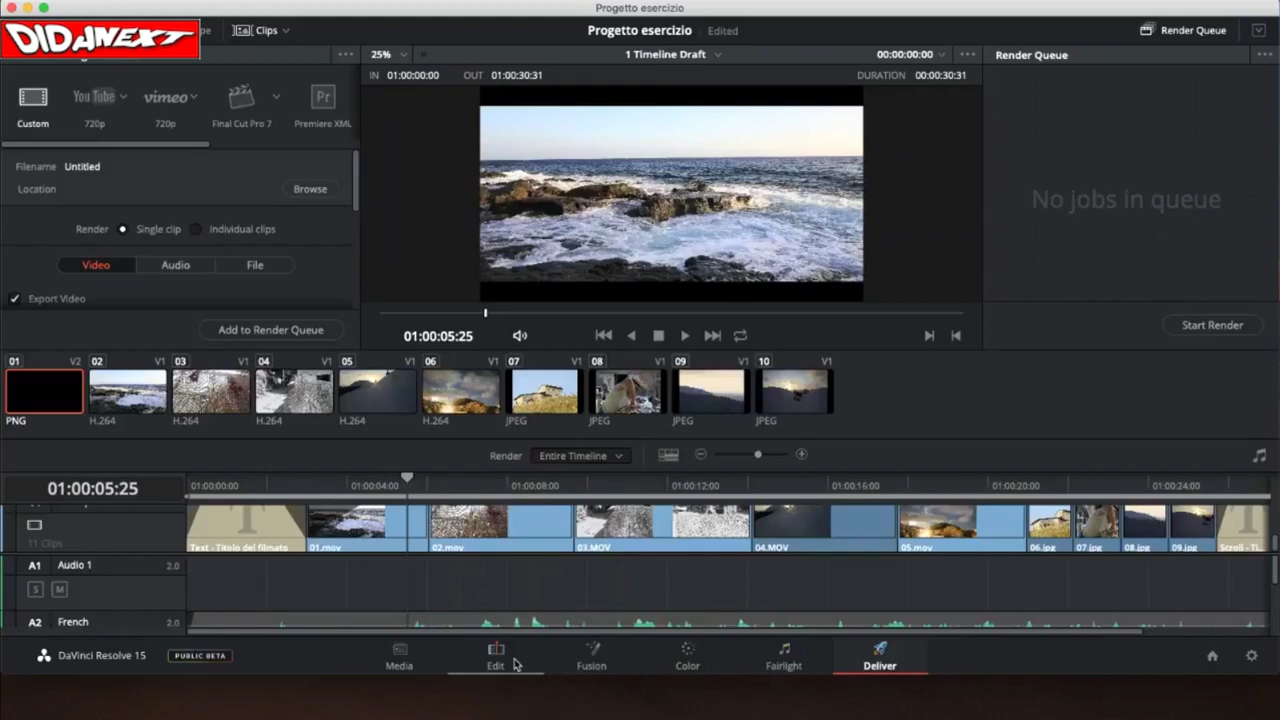 Progetto esercizio
DIDANEXT
Clips
Progetto esercizio Edited
Render Queue
25%
1 Timeline Draft
00:00:00:00
Render Queue
IN 01:00:00:00 OUT 01:00:30:31
DURATION 00:00:30:31
YouTube
vimeo
Pr
Custom 720p 720p Final Cut Pro 7 Premiere XML
Filename Untitled
Location Browse
Render Single clip Individual clips
Video Audio File
Export Video
Add to Render Queue
01:00:05:25
No jobs in queue
Start Render
01 V2 02 V1 03 V1 04 V1 05 V1 06 V1 07 V1 08 V1 09 V1 10 V1
PNG H.264 H.264 H.264 H.264 H.264 JPEG JPEG JPEG JPEG
Render Entire Timeline
01:00:05:25
01:00:00:00 01:00:04:00 01:00:08:00 01:00:12:00 01:00:16:00 01:00:20:00 01:00:24:00
11 Clips
Text - Titolo del filmato 01.mov 02.mov 03.MOV 04.MOV 05.mov 06.jpg 07.jpg 08.jpg 09.jpg Scroll - Ti...
A1 Audio 1 2.0
S M
A2 French 2.0
DaVinci Resolve 15 PUBLIC BETA
Media Edit Fusion Color Fairlight Deliver